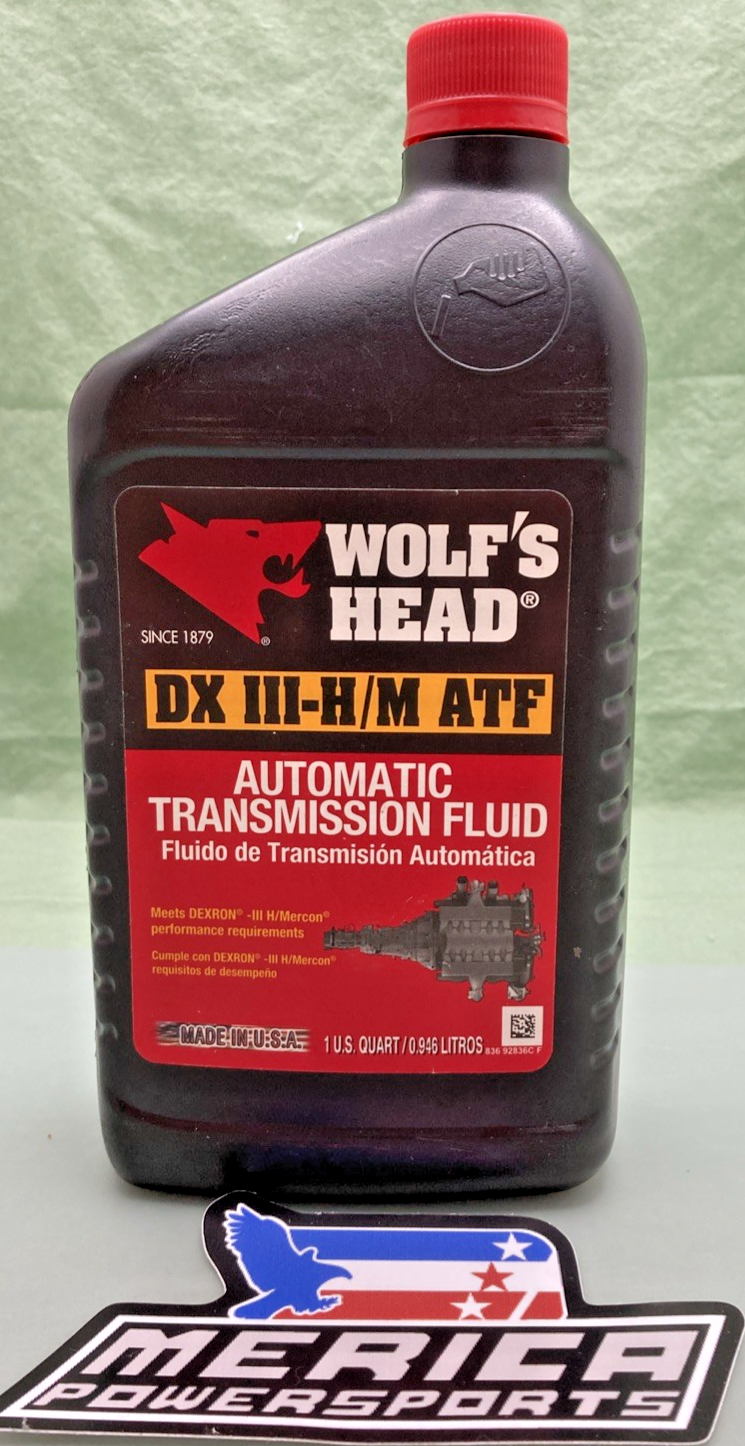 WOLF'S
HEAD®
SINCE 1879
®
DX III-H/M ATF
AUTOMATIC
TRANSMISSION FLUID
Fluido de Transmisión Automática
Meets DEXRON® -III H/Mercon®
performance requirements
Cumple con DEXRON® -III H/Mercon®
requisitos de desempeño
MADE IN U.S.A.
1 U.S. QUART / 0.946 LITROS
836 92836C F
MERICA
POWERSPORTS